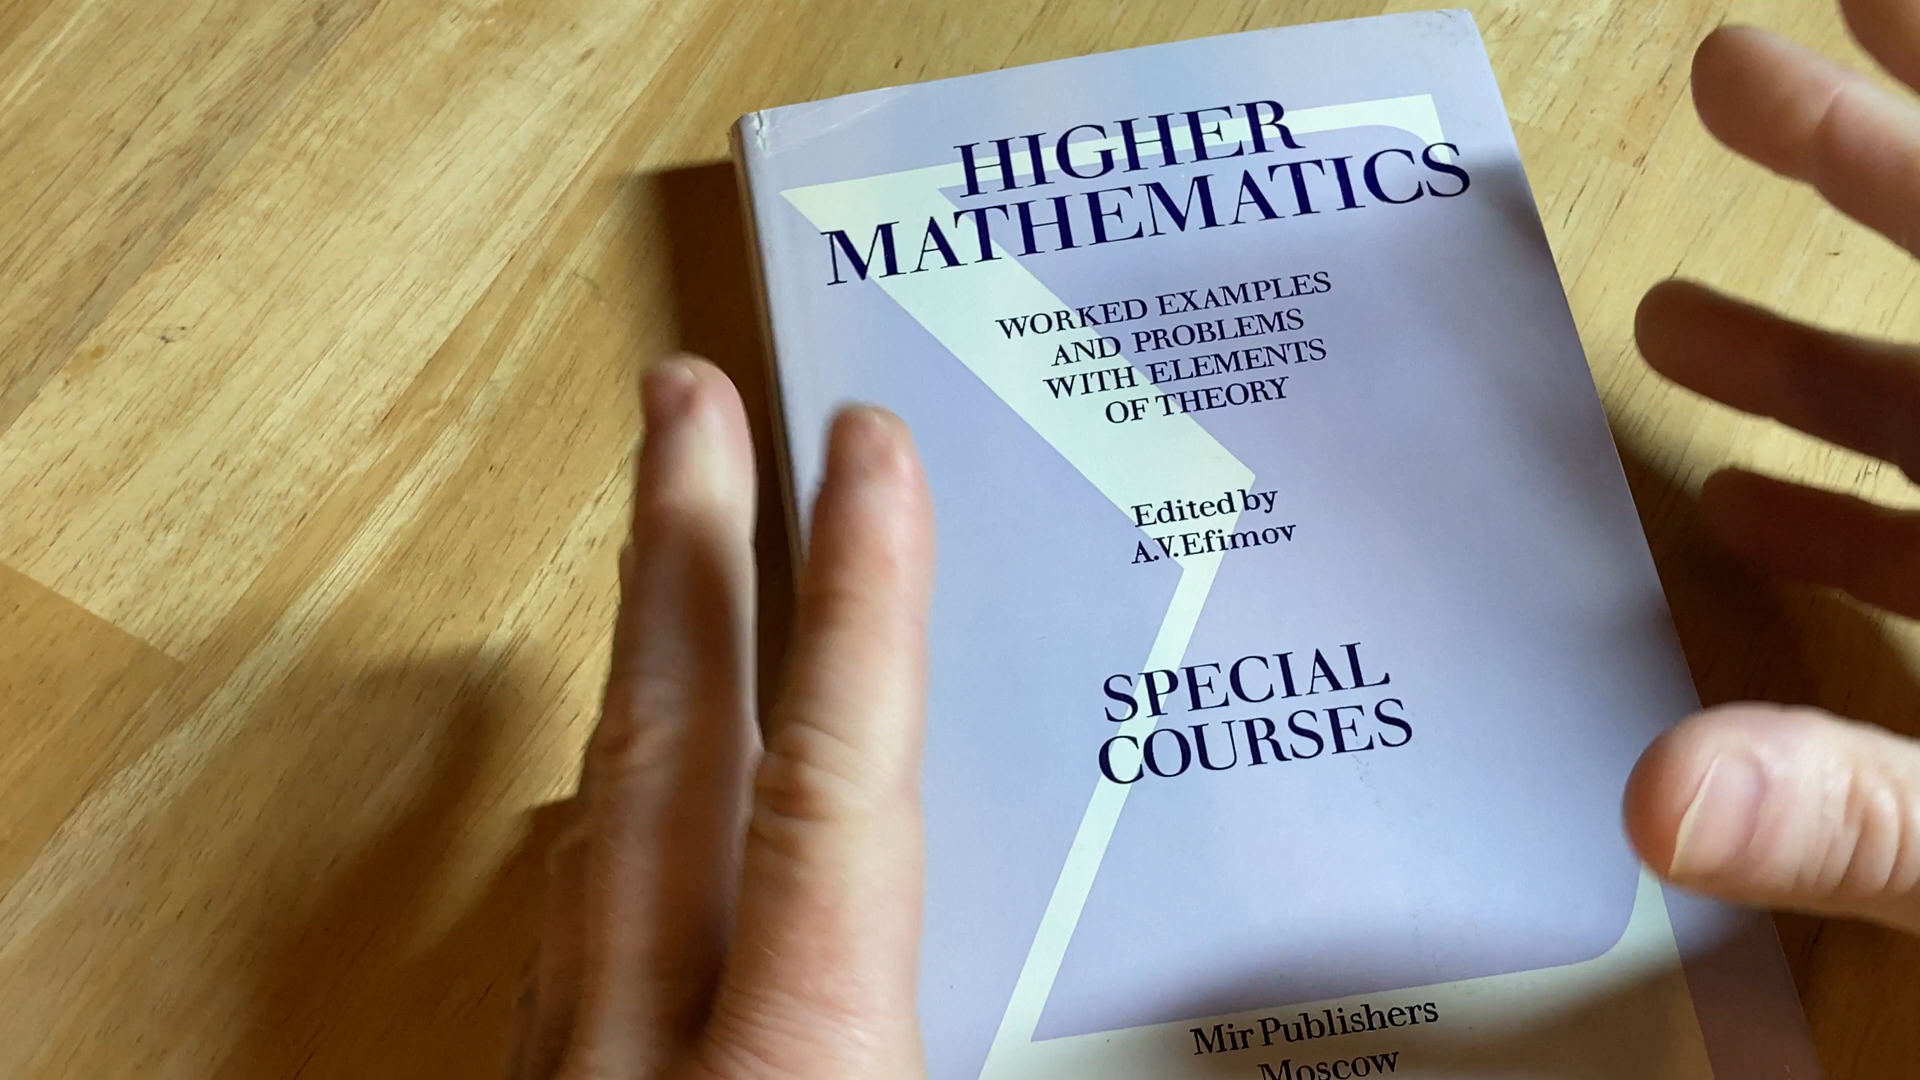 HIGHER
MATHEMATICS
WORKED EXAMPLES
AND PROBLEMS
WITH ELEMENTS
OF THEORY
Edited by
A.V.Efimov
SPECIAL
COURSES
Mir Publishers
Moscow